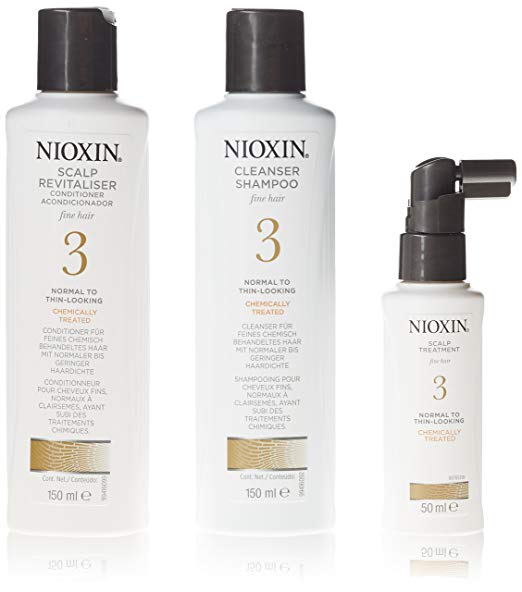 NIOXIN®
SCALP
REVITALISER
CONDITIONER
ACONDICIONADOR
fine hair
3
NORMAL TO
THIN-LOOKING
CHEMICALLY
TREATED
CONDITIONER FÜR
FEINES CHEMISCH
BEHANDELTES HAAR
MIT NORMALER BIS
GERINGER
HAARDICHTE
CONDITIONNEUR
POUR CHEVEUX FINS,
NORMAUX À
CLAIRSEMÉS, AYANT
SUBI DES
TRAITEMENTS
CHIMIQUES.
Cont. Net./Conteúdo:
150 ml ℮
NIOXIN®
CLEANSER
SHAMPOO
fine hair
3
NORMAL TO
THIN-LOOKING
CHEMICALLY
TREATED
CLEANSER FÜR
FEINES CHEMISCH
BEHANDELTES HAAR
MIT NORMALER BIS
GERINGER
HAARDICHTE.
SHAMPOOING POUR
CHEVEUX FINS,
NORMAUX À
CLAIRSEMÉS, AYANT
SUBI DES
TRAITEMENTS
CHIMIQUES.
Cont. Net./Conteúdo:
150 ml ℮
NIOXIN®
SCALP
TREATMENT
fine hair
3
NORMAL TO
THIN-LOOKING
CHEMICALLY
TREATED
50 ml ℮